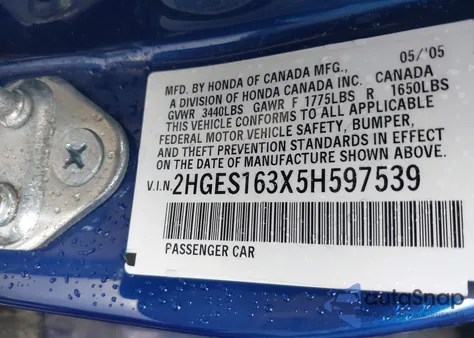 05/'05
MFD. BY HONDA OF CANADA MFG.,
A DIVISION OF HONDA CANADA INC. CANADA
GVWR 3440LBS GAWR F 1775LBS R 1650LBS
THIS VEHICLE CONFORMS TO ALL APPLICABLE
FEDERAL MOTOR VEHICLE SAFETY, BUMPER,
AND THEFT PREVENTION STANDARDS IN EFFECT
ON THE DATE OF MANUFACTURE SHOWN ABOVE.
V.I.N. 2HGES163X5H597539
PASSENGER CAR
autoSnap